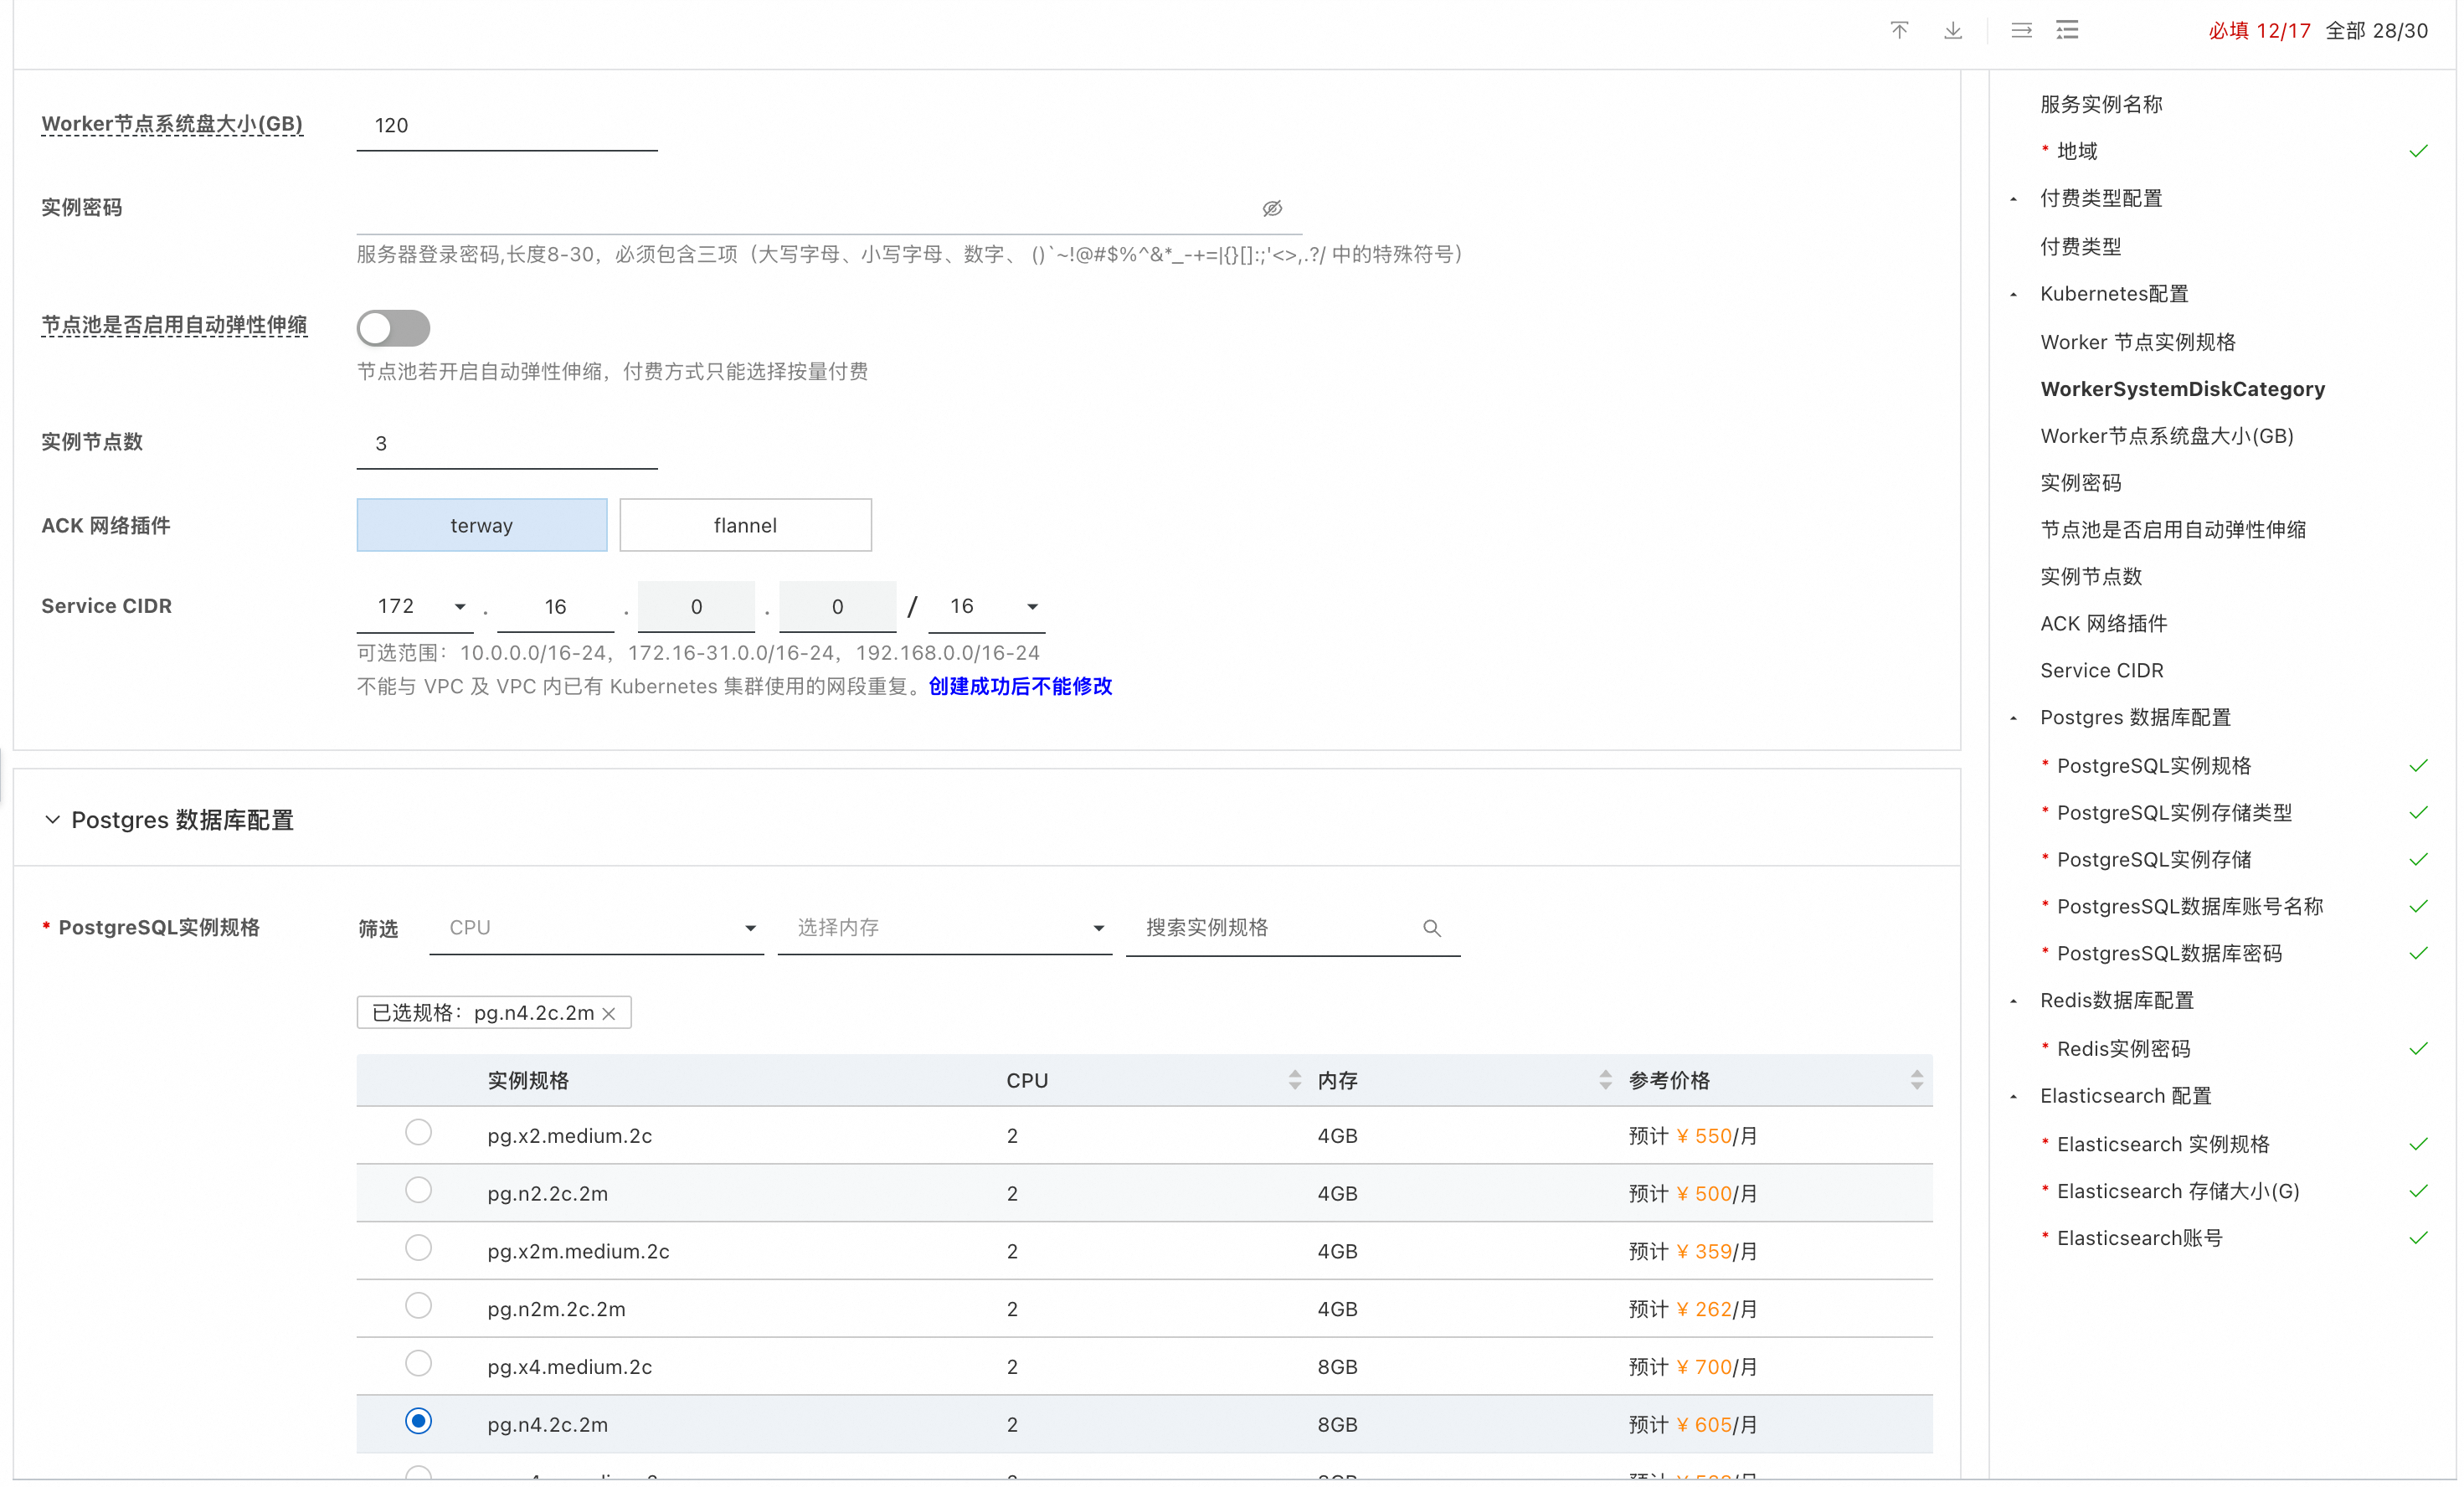 必填 12/17 全部 28/30
Worker节点系统盘大小(GB) 120
实例密码
服务器登录密码,长度8-30，必须包含三项（大写字母、小写字母、数字、 ()`~!@#$%^&*_-+=|{}[]:;'<>,.?/ 中的特殊符号）
节点池是否启用自动弹性伸缩
节点池若开启自动弹性伸缩，付费方式只能选择按量付费
实例节点数 3
ACK 网络插件 terway flannel
Service CIDR 172 . 16 . 0 . 0 / 16
可选范围：10.0.0.0/16-24，172.16-31.0.0/16-24，192.168.0.0/16-24
不能与 VPC 及 VPC 内已有 Kubernetes 集群使用的网段重复。创建成功后不能修改
Postgres 数据库配置
* PostgreSQL实例规格 筛选 CPU 选择内存 搜索实例规格
已选规格：pg.n4.2c.2m
实例规格 CPU 内存 参考价格
pg.x2.medium.2c 2 4GB 预计 ¥ 550/月
pg.n2.2c.2m 2 4GB 预计 ¥ 500/月
pg.x2m.medium.2c 2 4GB 预计 ¥ 359/月
pg.n2m.2c.2m 2 4GB 预计 ¥ 262/月
pg.x4.medium.2c 2 8GB 预计 ¥ 700/月
pg.n4.2c.2m 2 8GB 预计 ¥ 605/月
服务实例名称
* 地域
付费类型配置
付费类型
Kubernetes配置
Worker 节点实例规格
WorkerSystemDiskCategory
Worker节点系统盘大小(GB)
实例密码
节点池是否启用自动弹性伸缩
实例节点数
ACK 网络插件
Service CIDR
Postgres 数据库配置
* PostgreSQL实例规格
* PostgreSQL实例存储类型
* PostgreSQL实例存储
* PostgresSQL数据库账号名称
* PostgresSQL数据库密码
Redis数据库配置
* Redis实例密码
Elasticsearch 配置
* Elasticsearch 实例规格
* Elasticsearch 存储大小(G)
* Elasticsearch账号